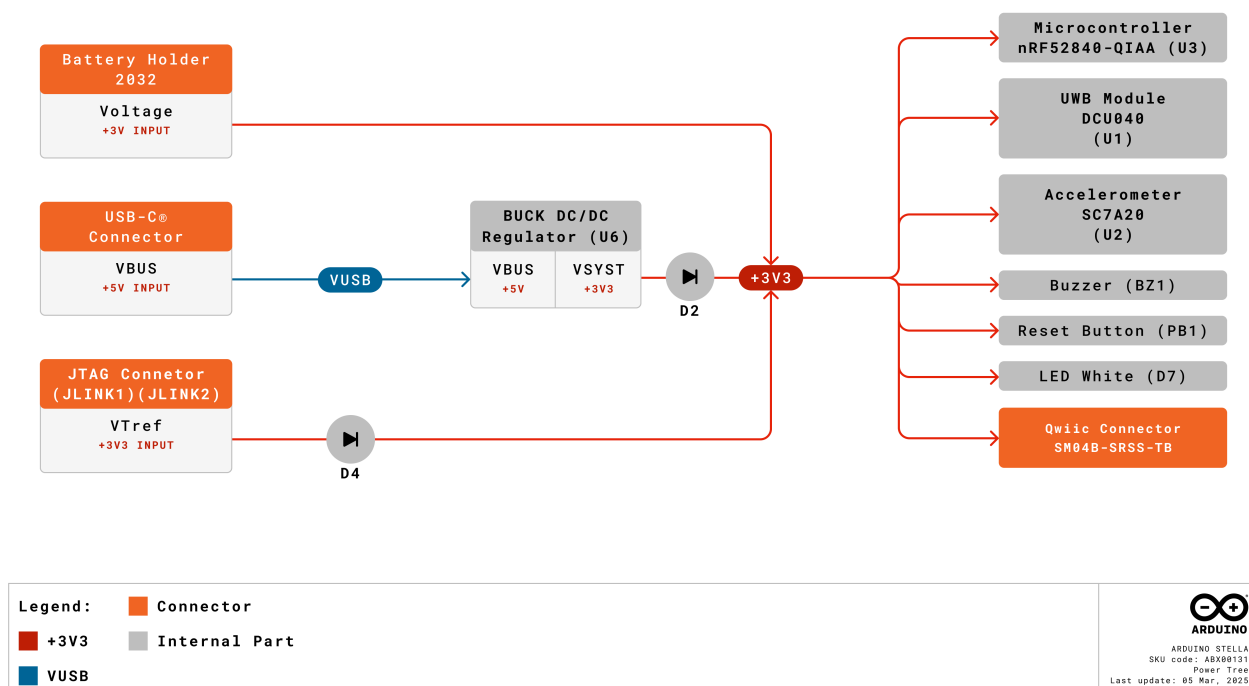 Battery Holder
2032
Voltage
+3V INPUT
USB-C®
Connector
VBUS
+5V INPUT
VUSB
JTAG Connetor
(JLINK1)(JLINK2)
VTref
+3V3 INPUT
D4
BUCK DC/DC
Regulator (U6)
VBUS
+5V
VSYST
+3V3
D2
+3V3
Microcontroller
nRF52840-QIAA (U3)
UWB Module
DCU040
(U1)
Accelerometer
SC7A20
(U2)
Buzzer (BZ1)
Reset Button (PB1)
LED White (D7)
Qwiic Connector
SM04B-SRSS-TB
Legend:
Connector
+3V3
Internal Part
VUSB
ARDUINO
ARDUINO STELLA
SKU code: ABX00131
Power Tree
Last update: 05 Mar, 2025